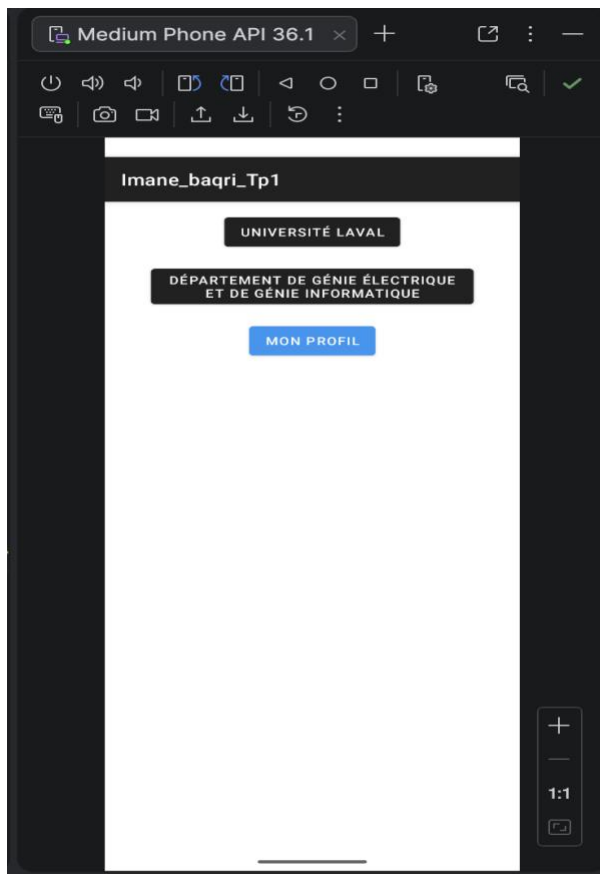 Medium Phone API 36.1
Imane_baqri_Tp1
UNIVERSITÉ LAVAL
DÉPARTEMENT DE GÉNIE ÉLECTRIQUE
ET DE GÉNIE INFORMATIQUE
MON PROFIL
1:1